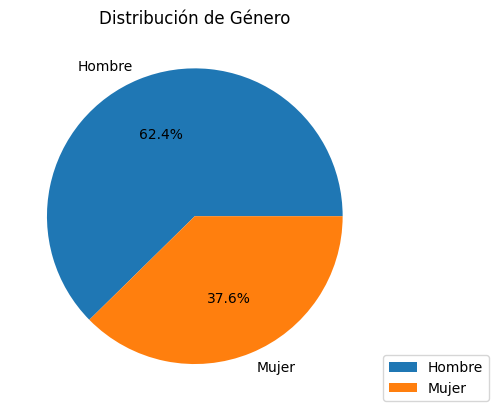 Distribución de Género
Hombre
62.4%
37.6%
Mujer
Hombre
Mujer